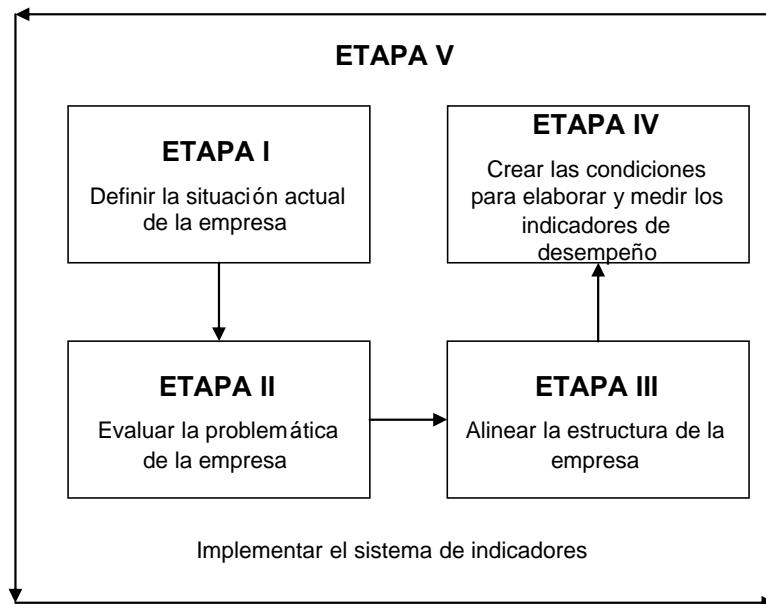 ETAPA V
ETAPA I
Definir la situación actual
de la empresa
ETAPA II
Evaluar la problemática
de la empresa
ETAPA III
Alinear la estructura de la
empresa
ETAPA IV
Crear las condiciones
para elaborar y medir los
indicadores de
desempeño
Implementar el sistema de indicadores